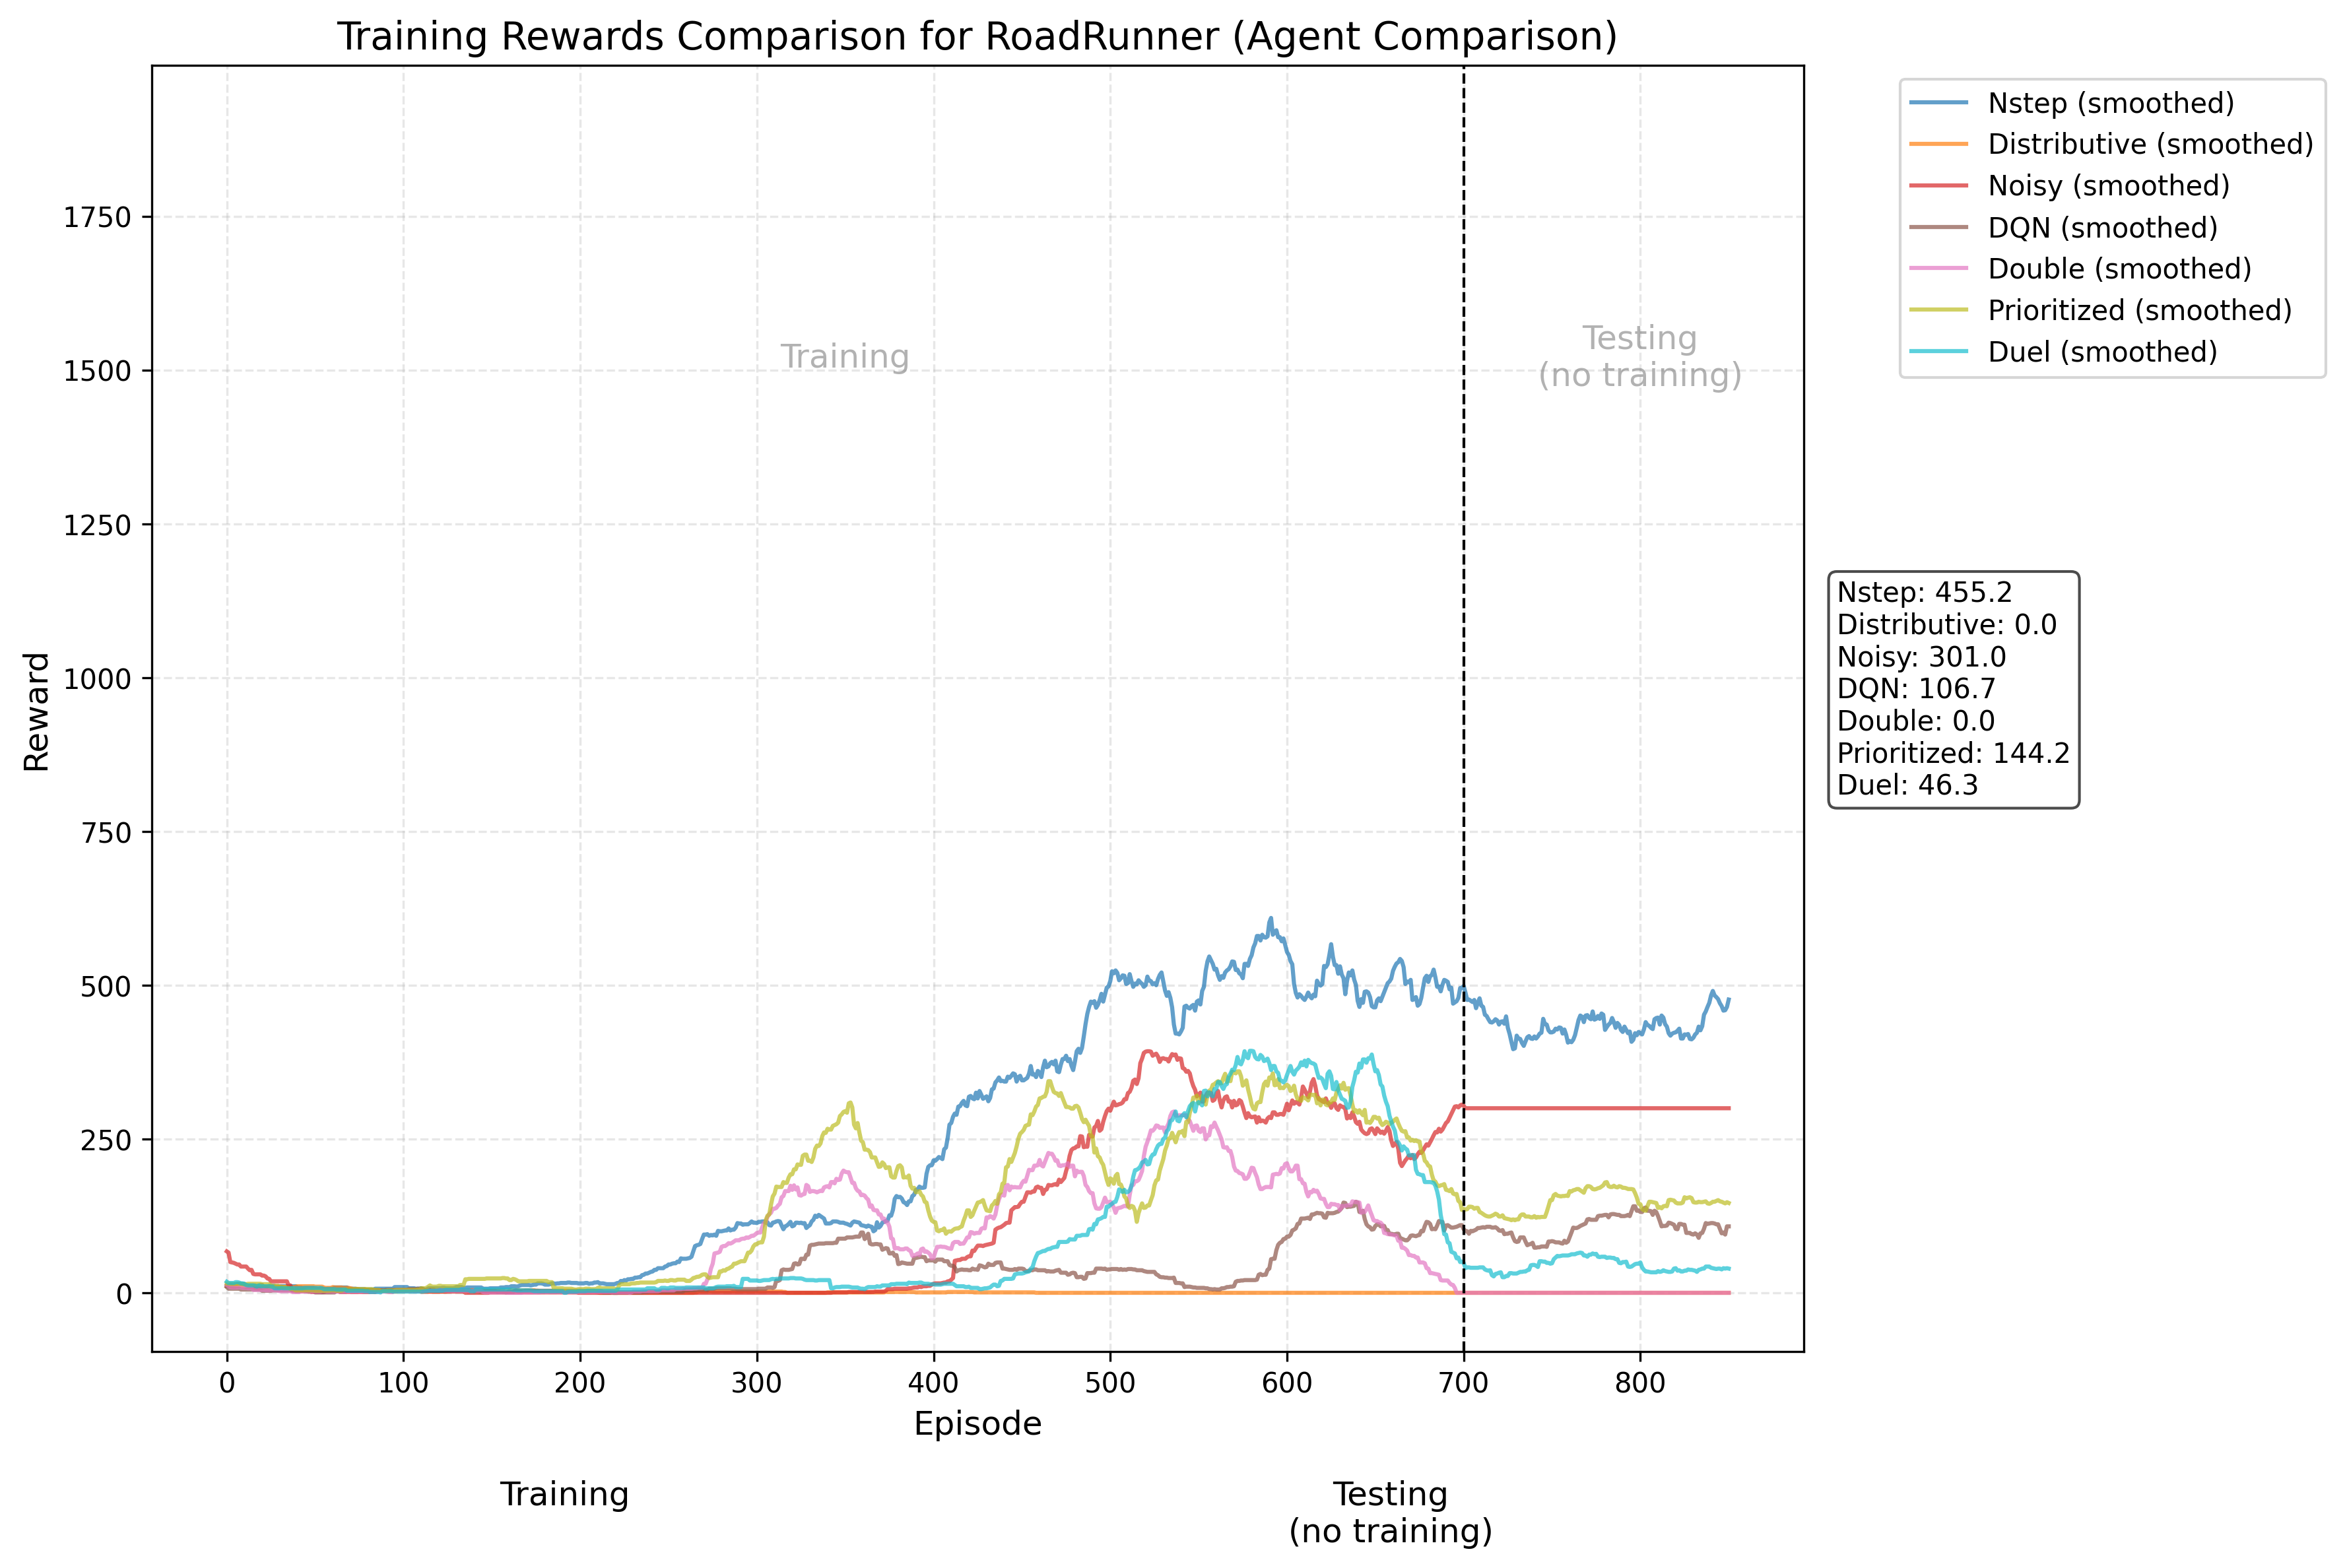 Training Rewards Comparison for RoadRunner (Agent Comparison)
Nstep (smoothed)
Distributive (smoothed)
Noisy (smoothed)
DQN (smoothed)
Double (smoothed)
Prioritized (smoothed)
Duel (smoothed)
1750
1500
1250
1000
750
500
250
0
Reward
Training
Testing
(no training)
Nstep: 455.2
Distributive: 0.0
Noisy: 301.0
DQN: 106.7
Double: 0.0
Prioritized: 144.2
Duel: 46.3
0 100 200 300 400 500 600 700 800
Episode
Training
Testing
(no training)